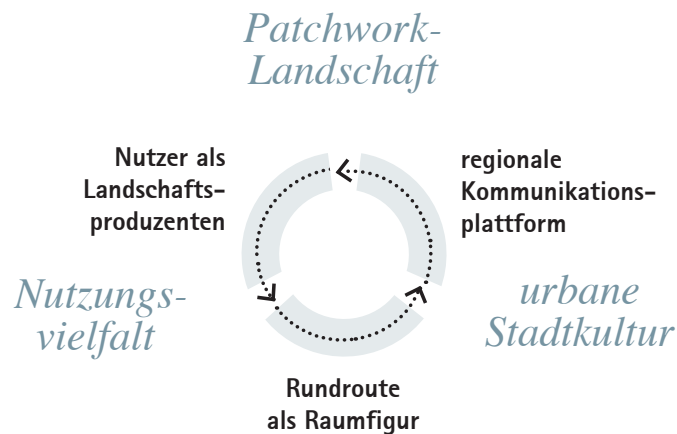 Patchwork-
Landschaft
Nutzer als
Landschafts-
produzenten
regionale
Kommunikations-
plattform
Nutzungs-
vielfalt
urbane
Stadtkultur
Rundroute
als Raumfigur